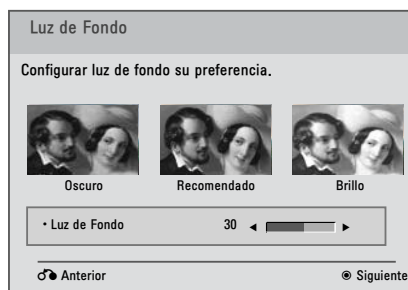 Luz de Fondo
Configurar luz de fondo su preferencia.
Oscuro Recomendado Brillo
• Luz de Fondo 30
Anterior Siguiente